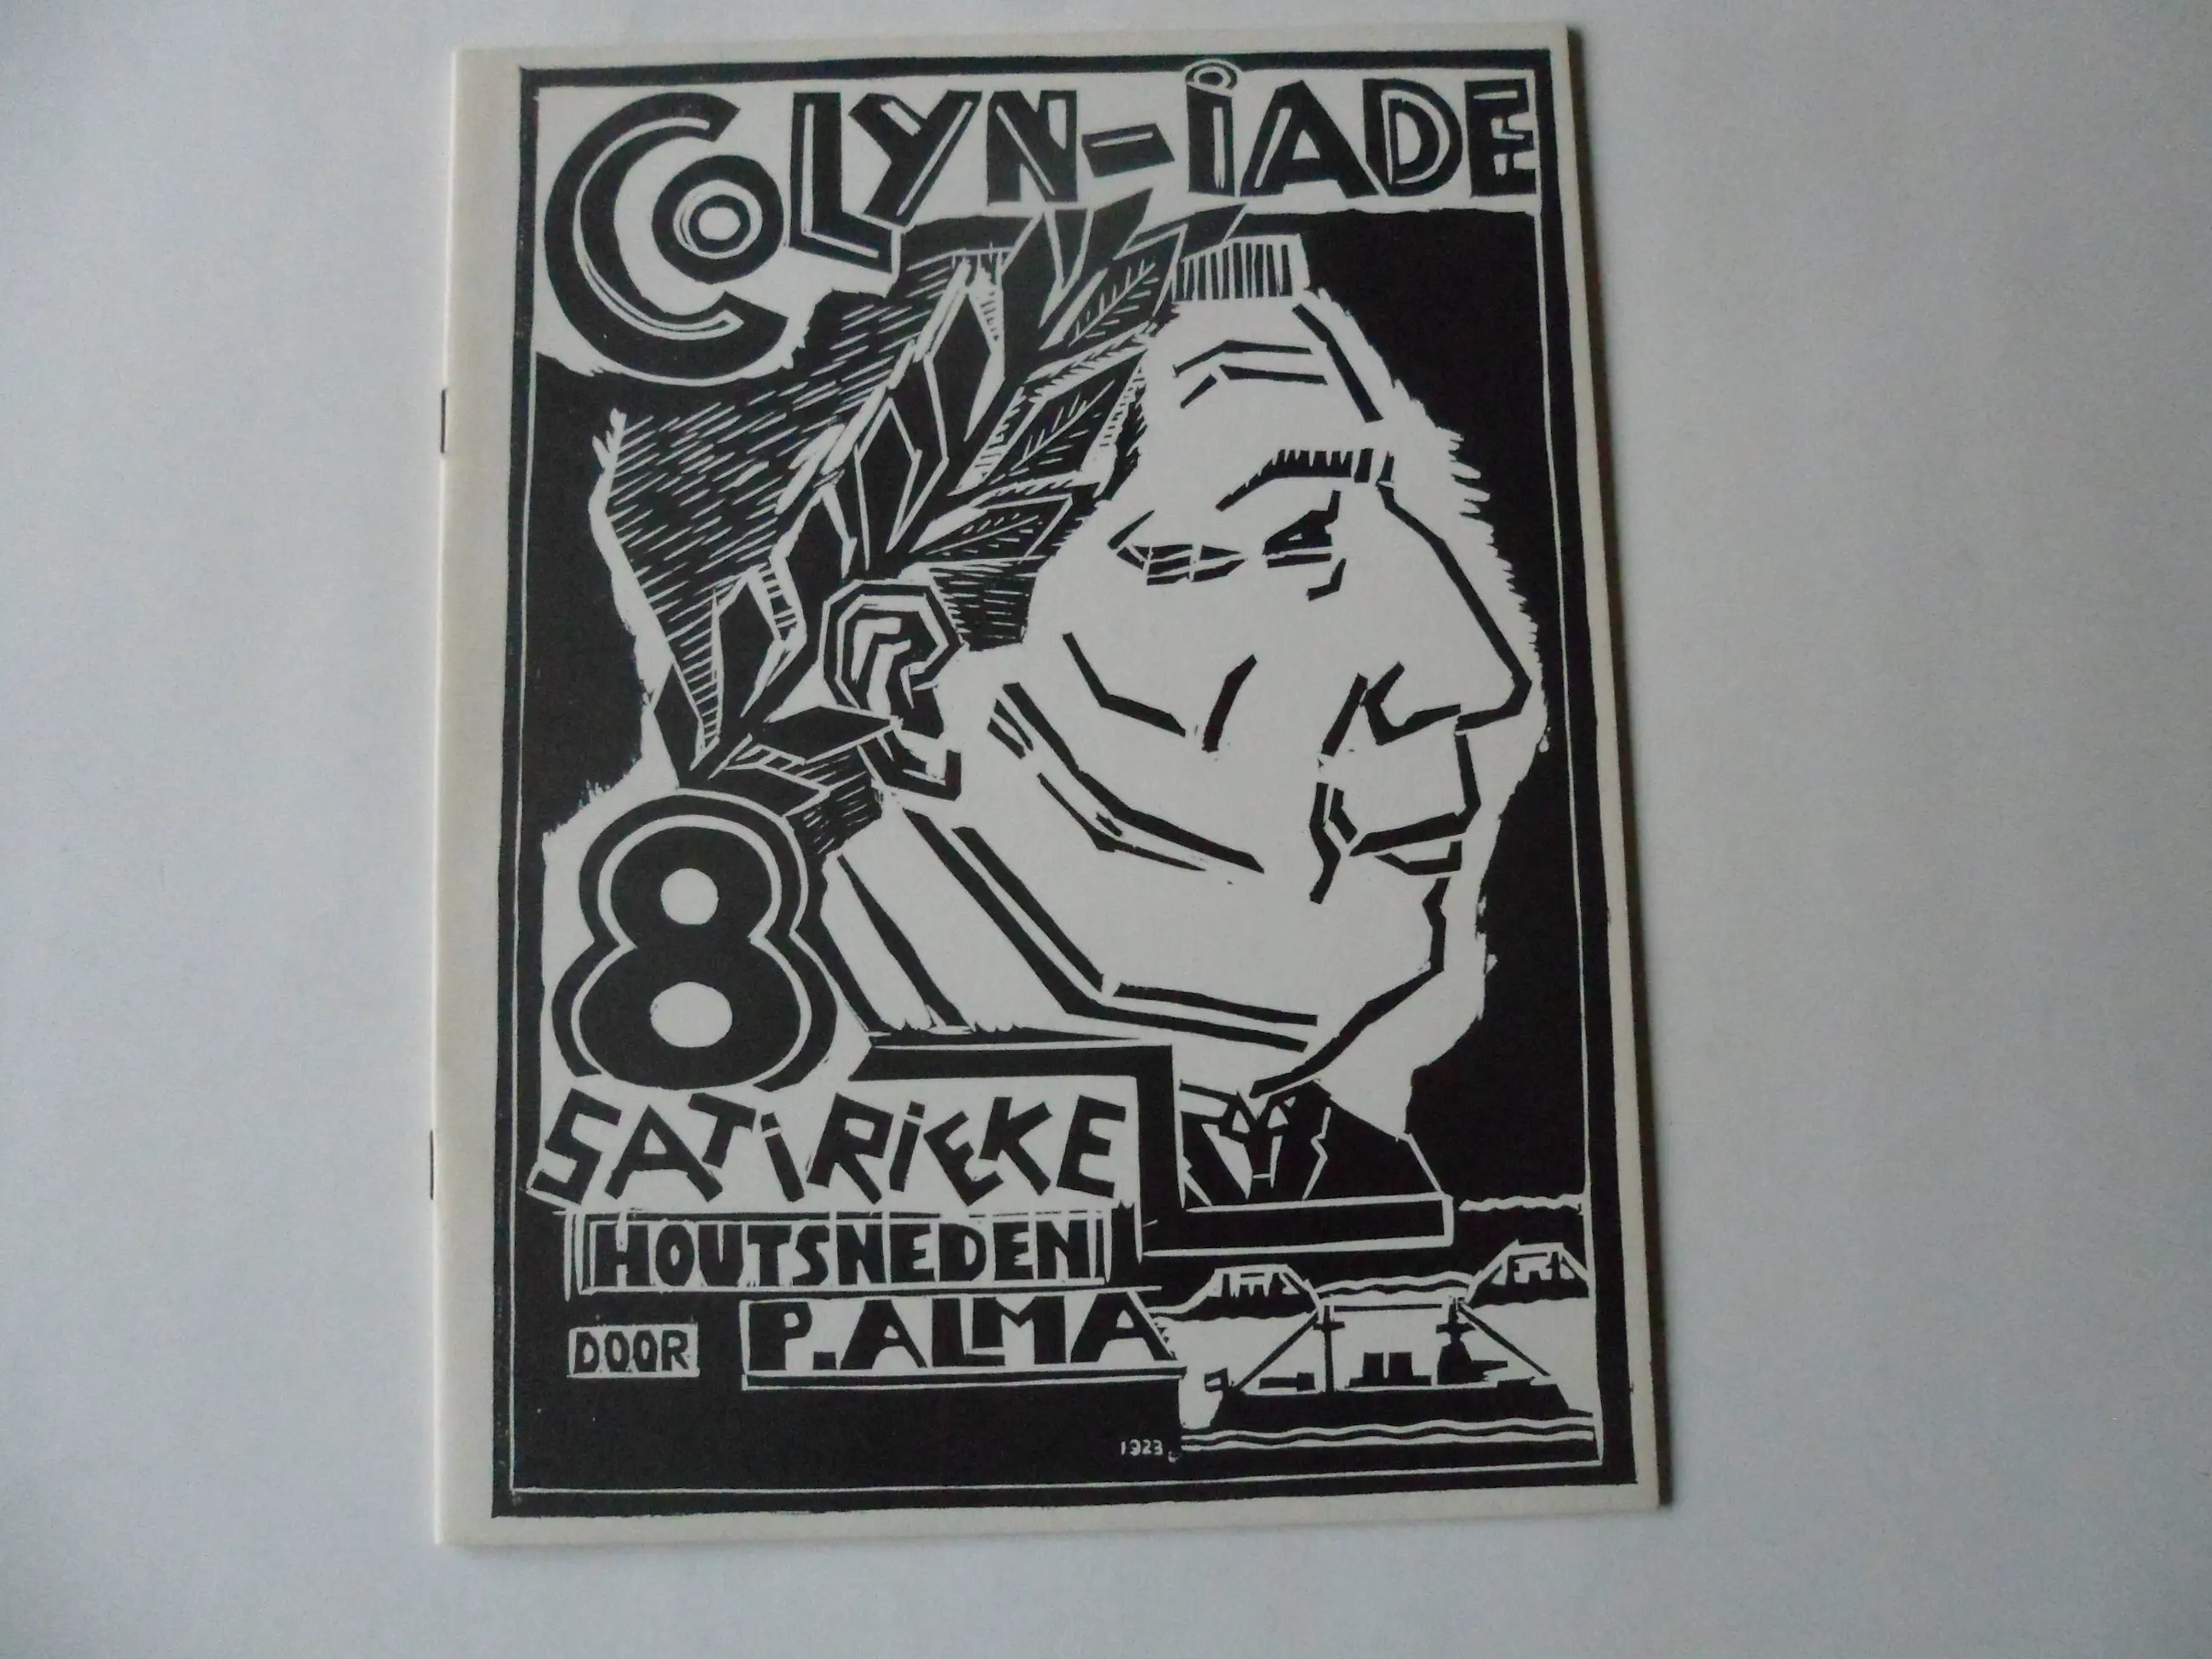 COLYN-iADE
8
SATiRiEKE
HOUTSNEDEN
DOOR P.ALMA
1923